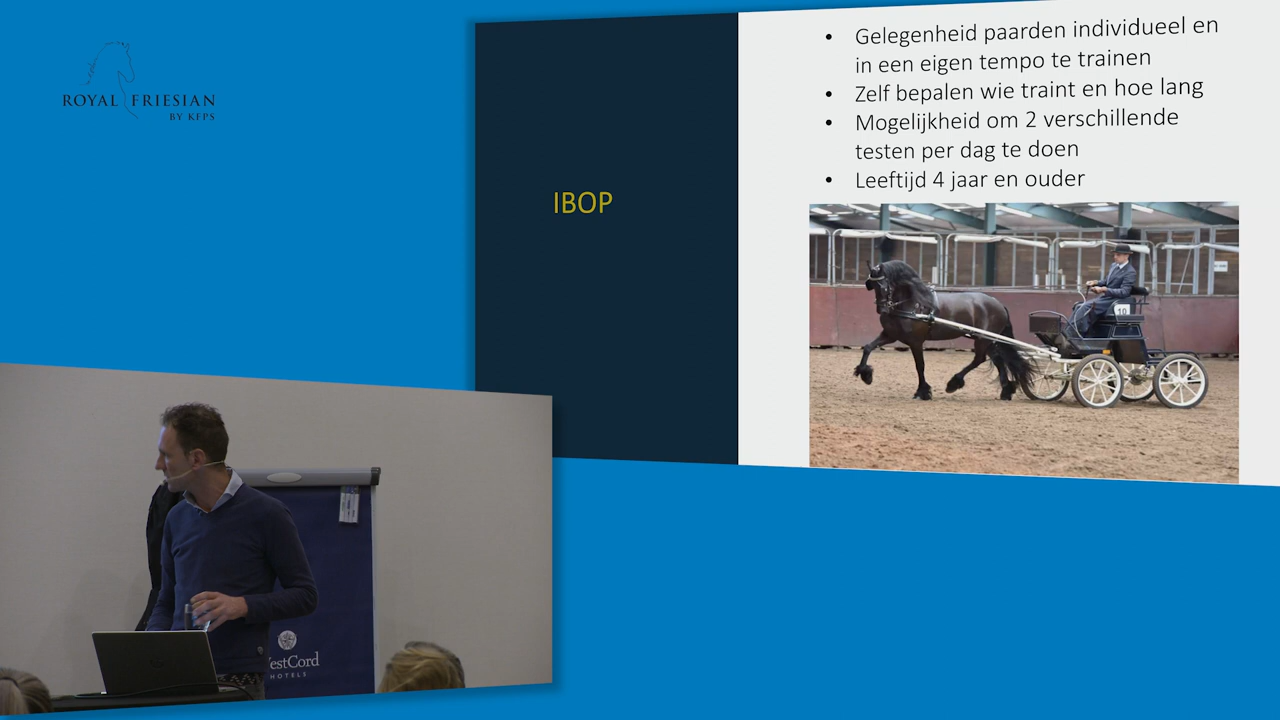 ROYAL FRIESIAN
BY KFPS
IBOP
• Gelegenheid paarden individueel en
in een eigen tempo te trainen
• Zelf bepalen wie traint en hoe lang
• Mogelijkheid om 2 verschillende
testen per dag te doen
• Leeftijd 4 jaar en ouder
10
WestCord
HOTELS